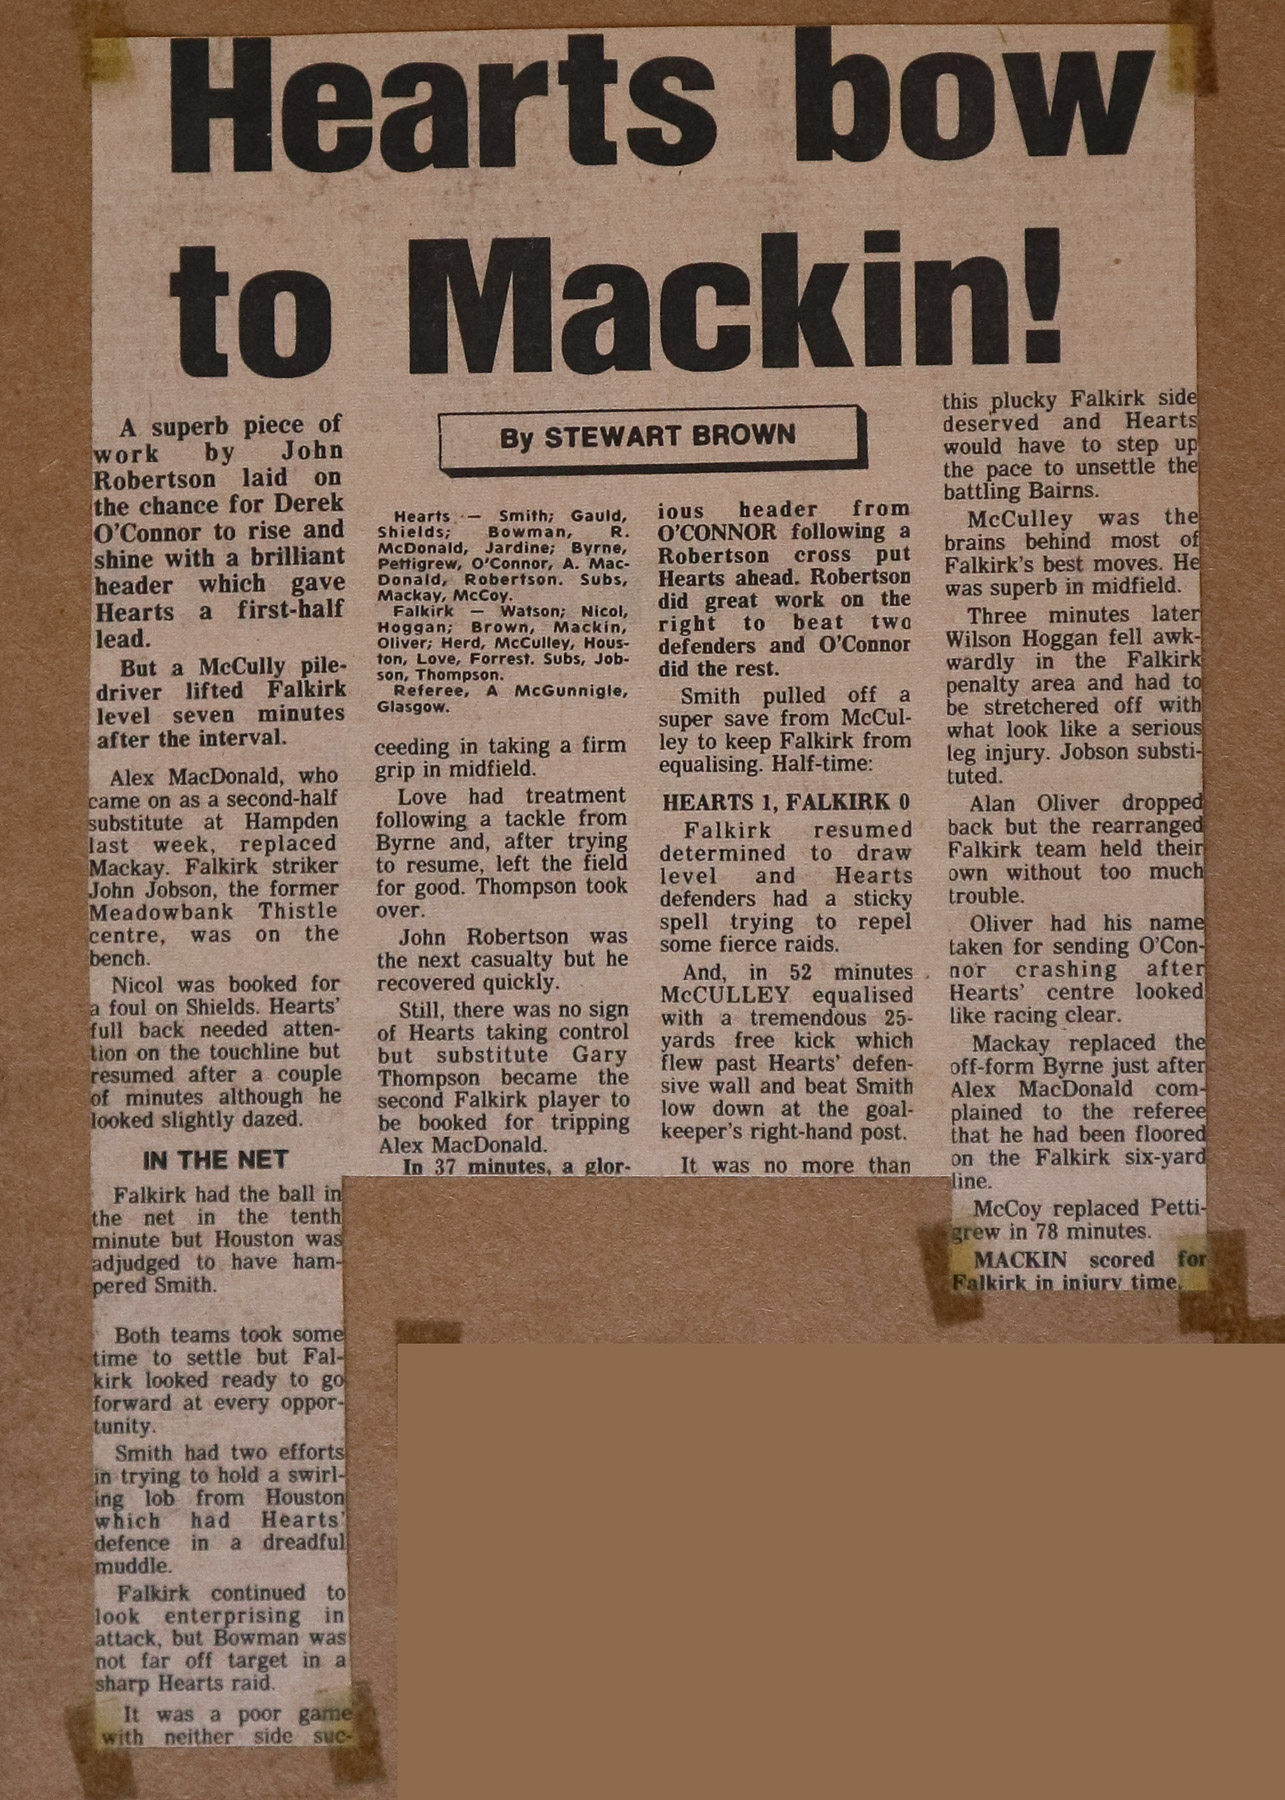 Hearts bow
to Mackin!
By STEWART BROWN
A superb piece of
work by John
Robertson laid on
the chance for Derek
O'Connor to rise and
shine with a brilliant
header which gave
Hearts a first-half
lead.
But a McCully pile-
driver lifted Falkirk
level seven minutes
after the interval.
Alex MacDonald, who
came on as a second-half
substitute at Hampden
last week, replaced
Mackay. Falkirk striker
John Jobson, the former
Meadowbank Thistle
centre, was on the
bench.
Nicol was booked for
a foul on Shields. Hearts'
full back needed atten-
tion on the touchline but
resumed after a couple
of minutes although he
looked slightly dazed.
IN THE NET
Falkirk had the ball in
the net in the tenth
minute but Houston was
adjudged to have ham-
pered Smith.
Both teams took some
time to settle but Fal-
kirk looked ready to go
forward at every oppor-
tunity.
Smith had two efforts
in trying to hold a swirl-
ing lob from Houston
which had Hearts'
defence in a dreadful
muddle.
Falkirk continued to
look enterprising in
attack, but Bowman was
not far off target in a
sharp Hearts raid.
It was a poor game
with neither side suc-
Hearts — Smith; Gauld,
Shields; Bowman, R.
McDonald, Jardine; Byrne,
Pettigrew, O'Connor, A. Mac-
Donald, Robertson. Subs,
Mackay, McCoy.
Falkirk — Watson; Nicol,
Hoggan; Brown, Mackin,
Oliver; Herd, McCulley, Hous-
ton, Love, Forrest. Subs, Job-
son, Thompson.
Referee, A McGunnigle,
Glasgow.
ceeding in taking a firm
grip in midfield.
Love had treatment
following a tackle from
Byrne and, after trying
to resume, left the field
for good. Thompson took
over.
John Robertson was
the next casualty but he
recovered quickly.
Still, there was no sign
of Hearts taking control
but substitute Gary
Thompson became the
second Falkirk player to
be booked for tripping
Alex MacDonald.
In 37 minutes, a glor-
ious header from
O'CONNOR following a
Robertson cross put
Hearts ahead. Robertson
did great work on the
right to beat two
defenders and O'Connor
did the rest.
Smith pulled off a
super save from McCul-
ley to keep Falkirk from
equalising. Half-time:
HEARTS 1, FALKIRK 0
Falkirk resumed
determined to draw
level and Hearts
defenders had a sticky
spell trying to repel
some fierce raids.
And, in 52 minutes
McCULLEY equalised
with a tremendous 25-
yards free kick which
flew past Hearts' defen-
sive wall and beat Smith
low down at the goal-
keeper's right-hand post.
It was no more than
this plucky Falkirk side
deserved and Hearts
would have to step up
the pace to unsettle the
battling Bairns.
McCulley was the
brains behind most of
Falkirk's best moves. He
was superb in midfield.
Three minutes later
Wilson Hoggan fell awk-
wardly in the Falkirk
penalty area and had to
be stretchered off with
what look like a serious
leg injury. Jobson substi-
tuted.
Alan Oliver dropped
back but the rearranged
Falkirk team held their
own without too much
trouble.
Oliver had his name
taken for sending O'Con-
nor crashing after
Hearts' centre looked
like racing clear.
Mackay replaced the
off-form Byrne just after
Alex MacDonald com-
plained to the referee
that he had been floored
on the Falkirk six-yard
line.
McCoy replaced Petti-
grew in 78 minutes.
MACKIN scored for
Falkirk in injury time.